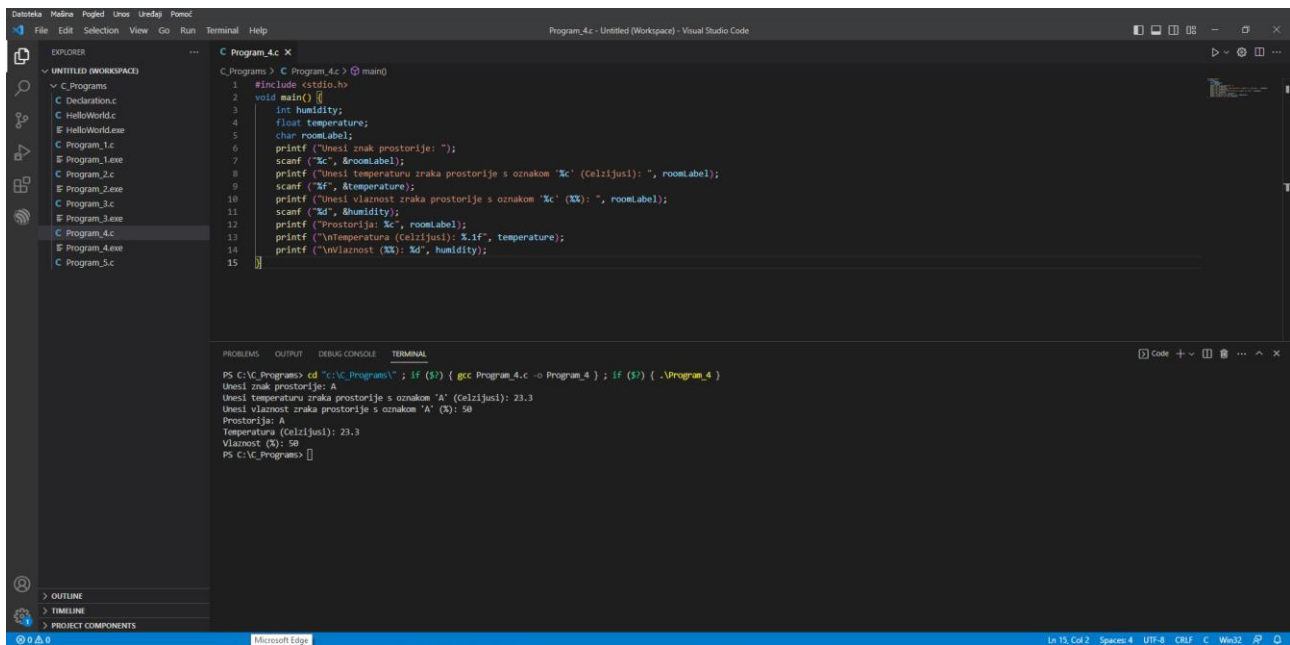 Datoteka Mašina Pogled Unos Uređaji Pomoć
File Edit Selection View Go Run Terminal Help
Program_4.c - Untitled (Workspace) - Visual Studio Code
EXPLORER
UNTITLED (WORKSPACE)
C_Programs
C Declaration.c
C HelloWorld.c
HelloWorld.exe
C Program_1.c
Program_1.exe
C Program_2.c
Program_2.exe
C Program_3.c
Program_3.exe
C Program_4.c
Program_4.exe
C Program_5.c
OUTLINE
TIMELINE
PROJECT COMPONENTS
C Program_4.c ×
C_Programs > C Program_4.c > main()
1 #include <stdio.h>
2 void main() {
3 int humidity;
4 float temperature;
5 char roomLabel;
6 printf ("Unesi znak prostorije: ");
7 scanf ("%c", &roomLabel);
8 printf ("Unesi temperaturu zraka prostorije s oznakom '%c' (Celzijusi): ", roomLabel);
9 scanf ("%f", &temperature);
10 printf ("Unesi vlaznost zraka prostorije s oznakom '%c' (%%): ", roomLabel);
11 scanf ("%d", &humidity);
12 printf ("Prostorija: %c", roomLabel);
13 printf ("\nTemperatura (Celzijusi): %.1f", temperature);
14 printf ("\nVlaznost (%%): %d", humidity);
15 }
PROBLEMS OUTPUT DEBUG CONSOLE TERMINAL
Code
PS C:\C_Programs> cd "c:\C_Programs\" ; if ($?) { gcc Program_4.c -o Program_4 } ; if ($?) { .\Program_4 }
Unesi znak prostorije: A
Unesi temperaturu zraka prostorije s oznakom 'A' (Celzijusi): 23.3
Unesi vlaznost zraka prostorije s oznakom 'A' (%): 50
Prostorija: A
Temperatura (Celzijusi): 23.3
Vlaznost (%): 50
PS C:\C_Programs>
0 0
Microsoft Edge
Ln 15, Col 2 Spaces: 4 UTF-8 CRLF C Win32